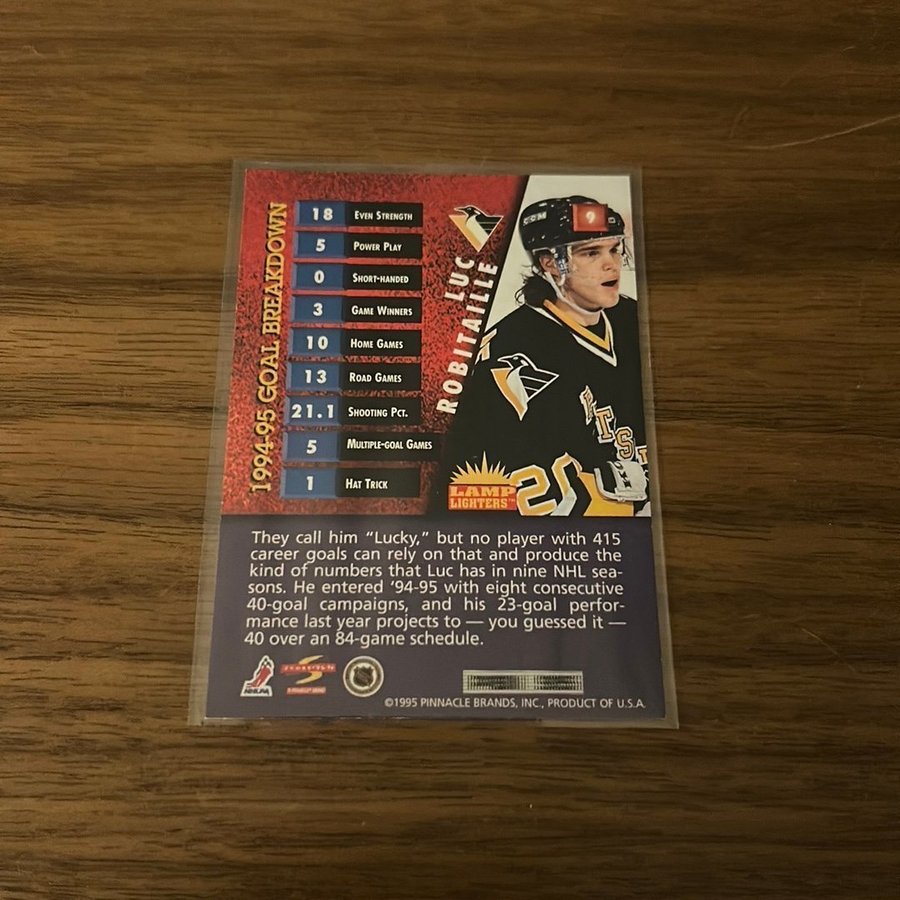 1994-95 GOAL BREAKDOWN
18 EVEN STRENGTH
5 POWER PLAY
0 SHORT-HANDED
3 GAME WINNERS
10 HOME GAMES
13 ROAD GAMES
21.1 SHOOTING PCT.
5 MULTIPLE-GOAL GAMES
1 HAT TRICK
LUC
ROBITAILLE
CCM
9
20
LAMP
LIGHTERS™
They call him “Lucky,” but no player with 415
career goals can rely on that and produce the
kind of numbers that Luc has in nine NHL sea-
sons. He entered ’94-95 with eight consecutive
40-goal campaigns, and his 23-goal perfor-
mance last year projects to — you guessed it —
40 over an 84-game schedule.
NHLPA
©1995 PINNACLE BRANDS, INC., PRODUCT OF U.S.A.